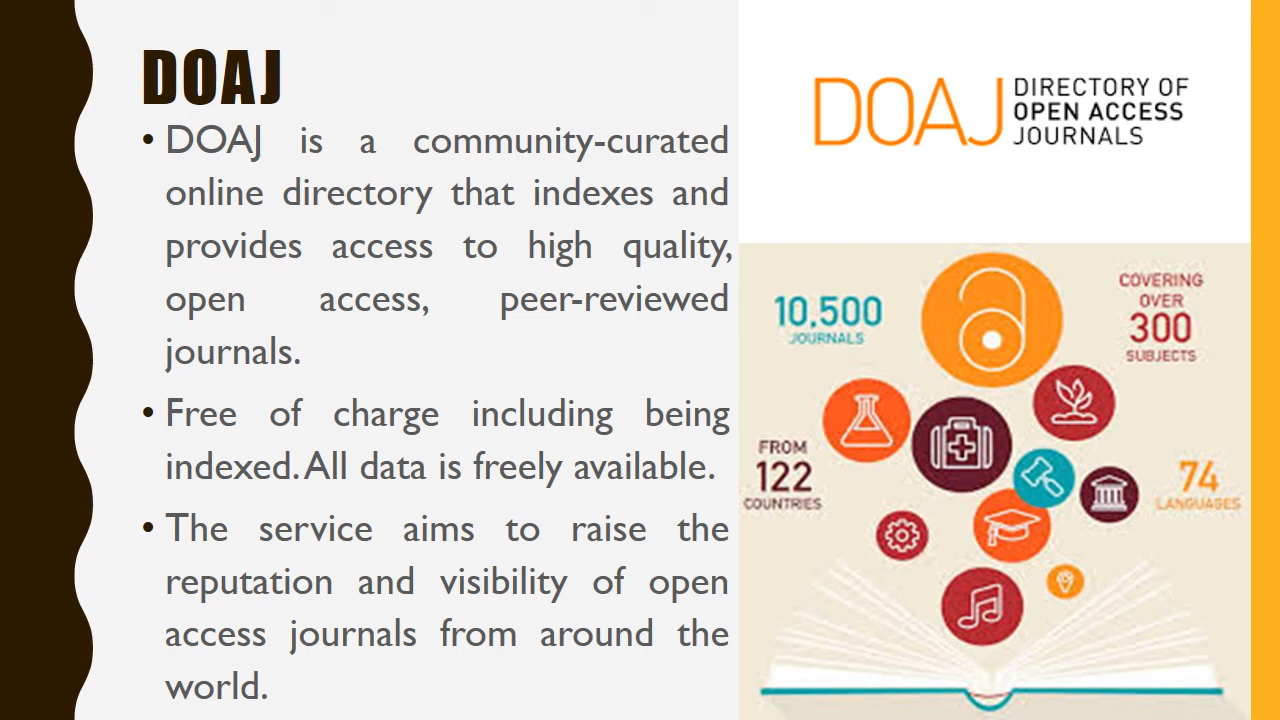 DOAJ
• DOAJ is a community-curated
online directory that indexes and
provides access to high quality,
open access, peer-reviewed
journals.
• Free of charge including being
indexed. All data is freely available.
• The service aims to raise the
reputation and visibility of open
access journals from around the
world.
DOAJ
DIRECTORY OF
OPEN ACCESS
JOURNALS
10,500
JOURNALS
COVERING
OVER
300
SUBJECTS
FROM
122
COUNTRIES
74
LANGUAGES